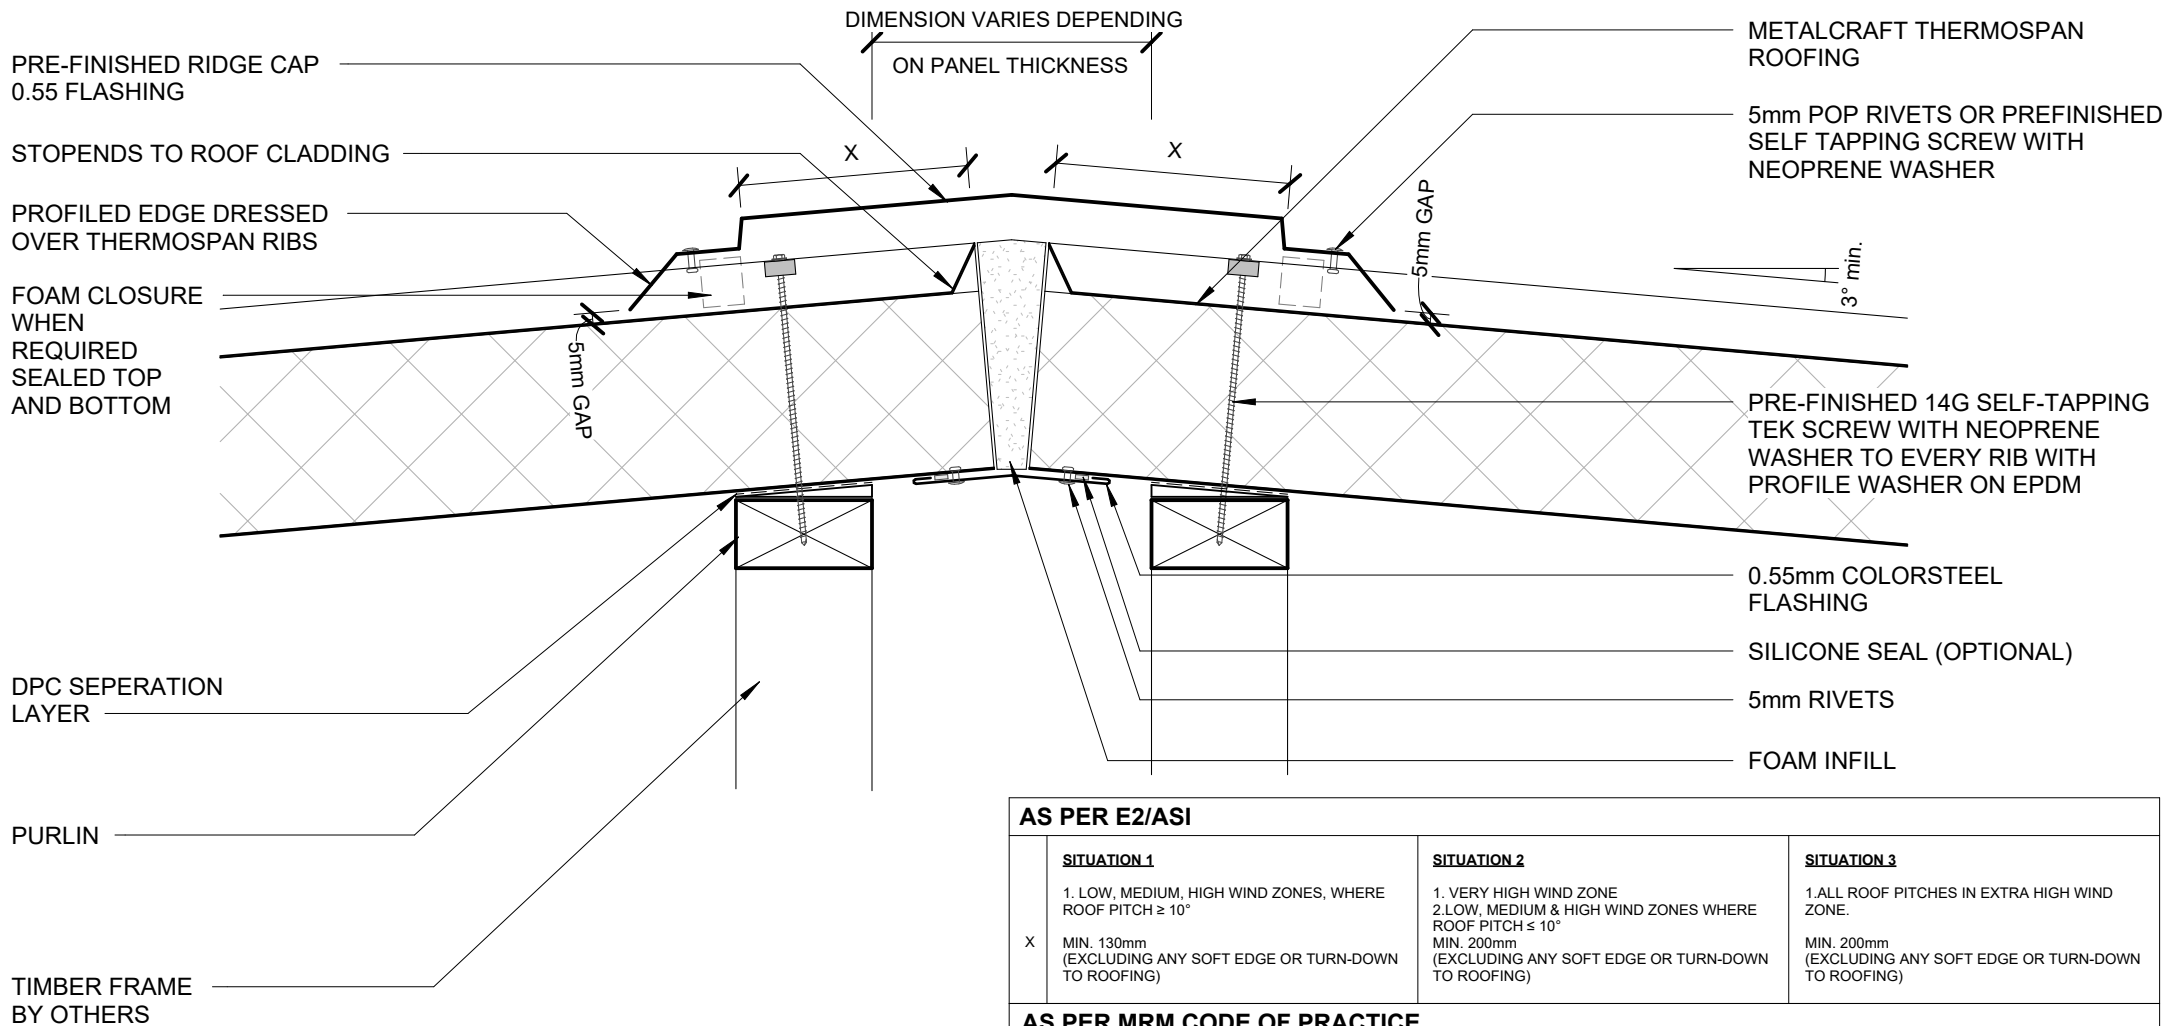 DIMENSION VARIES DEPENDING
ON PANEL THICKNESS
PRE-FINISHED RIDGE CAP
0.55 FLASHING
STOPENDS TO ROOF CLADDING
PROFILED EDGE DRESSED
OVER THERMOSPAN RIBS
FOAM CLOSURE
WHEN
REQUIRED
SEALED TOP
AND BOTTOM
X
X
5mm GAP
5mm GAP
3° min.
METALCRAFT THERMOSPAN
ROOFING
5mm POP RIVETS OR PREFINISHED
SELF TAPPING SCREW WITH
NEOPRENE WASHER
PRE-FINISHED 14G SELF-TAPPING
TEK SCREW WITH NEOPRENE
WASHER TO EVERY RIB WITH
PROFILE WASHER ON EPDM
0.55mm COLORSTEEL
FLASHING
SILICONE SEAL (OPTIONAL)
5mm RIVETS
FOAM INFILL
DPC SEPERATION
LAYER
PURLIN
TIMBER FRAME
BY OTHERS
AS PER E2/ASI
X
SITUATION 1
1. LOW, MEDIUM, HIGH WIND ZONES, WHERE
ROOF PITCH ≥ 10°
MIN. 130mm
(EXCLUDING ANY SOFT EDGE OR TURN-DOWN
TO ROOFING)
SITUATION 2
1. VERY HIGH WIND ZONE
2.LOW, MEDIUM & HIGH WIND ZONES WHERE
ROOF PITCH ≤ 10°
MIN. 200mm
(EXCLUDING ANY SOFT EDGE OR TURN-DOWN
TO ROOFING)
SITUATION 3
1.ALL ROOF PITCHES IN EXTRA HIGH WIND
ZONE.
MIN. 200mm
(EXCLUDING ANY SOFT EDGE OR TURN-DOWN
TO ROOFING)
AS PER MRM CODE OF PRACTICE